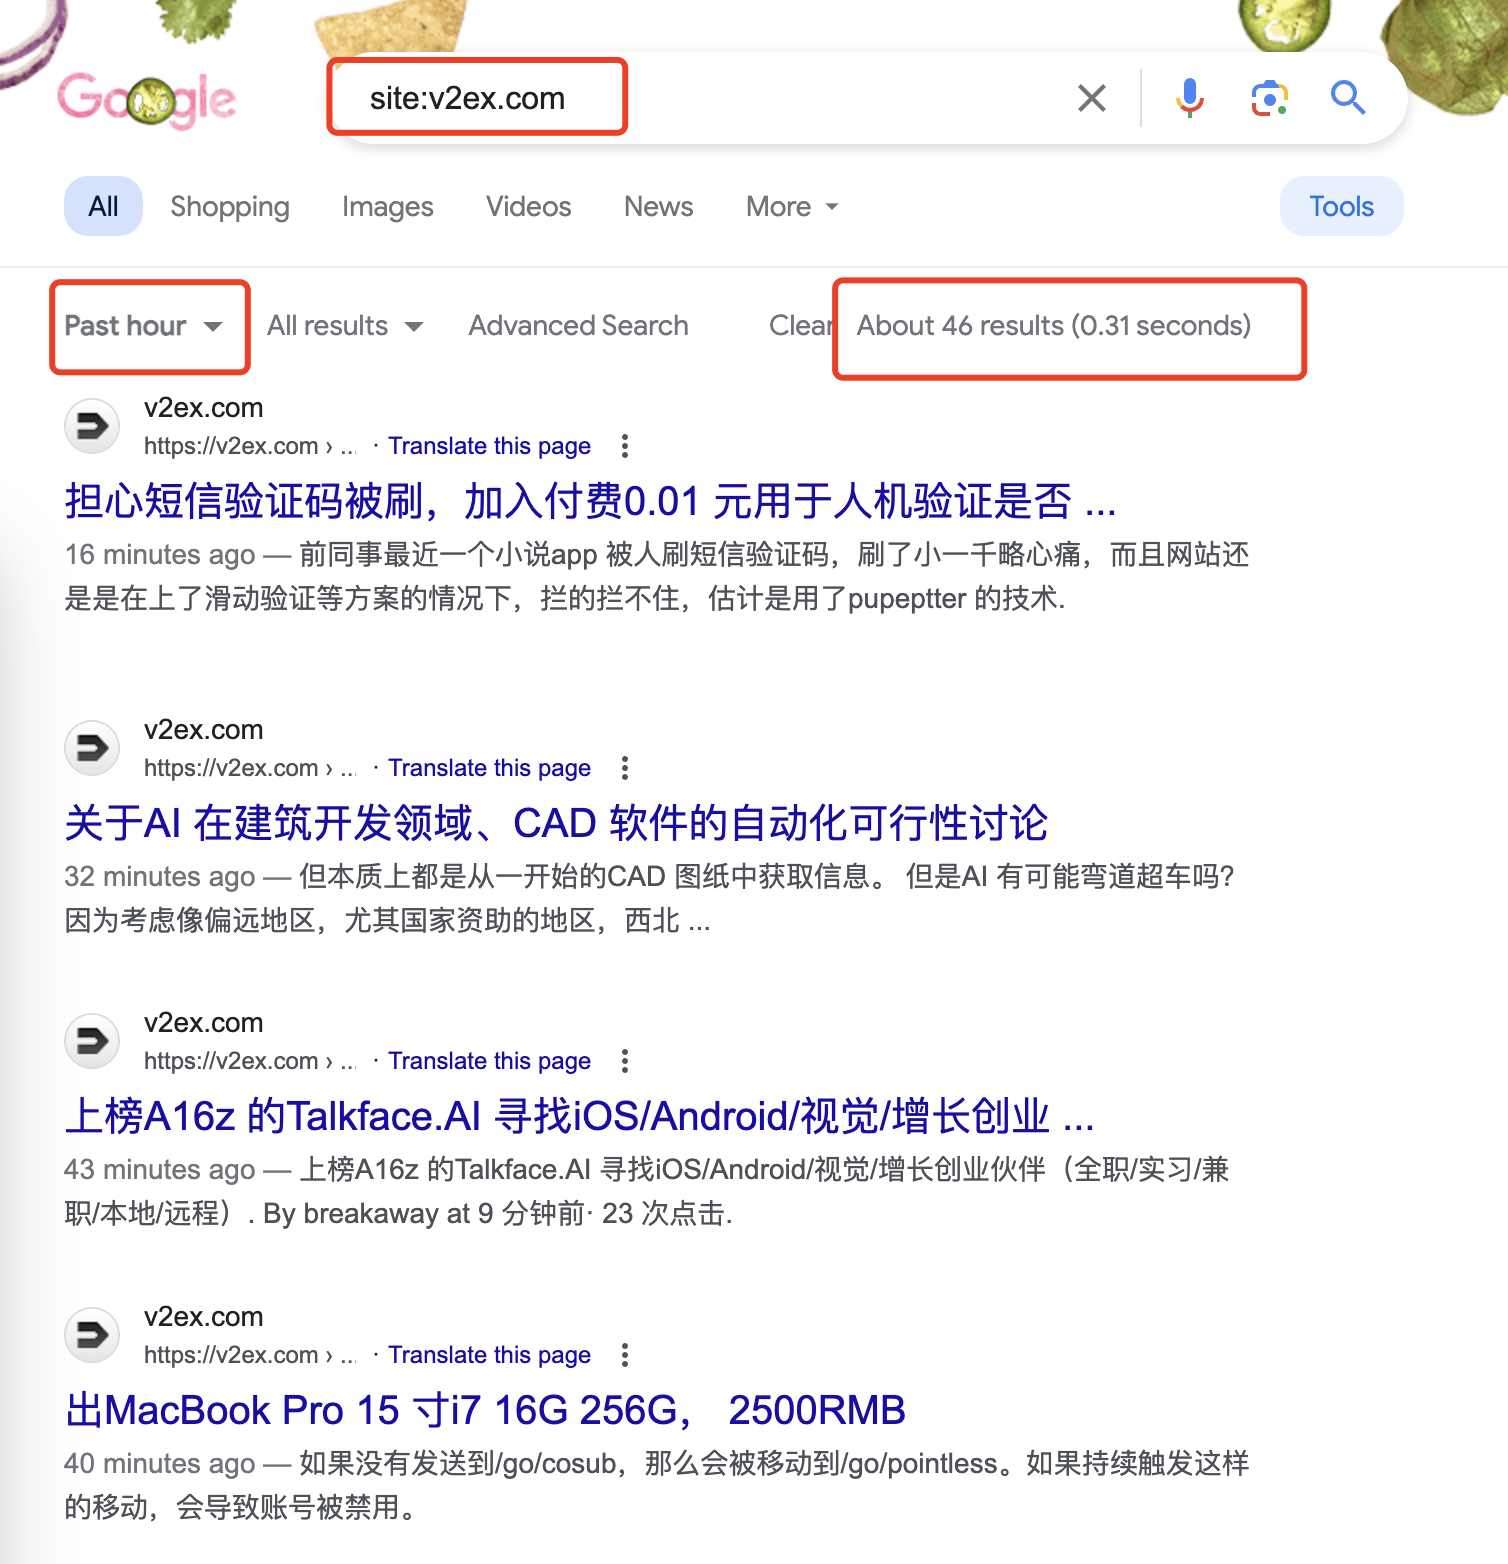 Google
site:v2ex.com
All Shopping Images Videos News More Tools
Past hour All results Advanced Search Clear About 46 results (0.31 seconds)
v2ex.com
https://v2ex.com › ... · Translate this page
担心短信验证码被刷，加入付费0.01 元用于人机验证是否 ...
16 minutes ago — 前同事最近一个小说app 被人刷短信验证码，刷了小一千略心痛，而且网站还
是是在上了滑动验证等方案的情况下，拦的拦不住，估计是用了pupeptter 的技术.
v2ex.com
https://v2ex.com › ... · Translate this page
关于AI 在建筑开发领域、CAD 软件的自动化可行性讨论
32 minutes ago — 但本质上都是从一开始的CAD 图纸中获取信息。 但是AI 有可能弯道超车吗?
因为考虑像偏远地区，尤其国家资助的地区，西北 ...
v2ex.com
https://v2ex.com › ... · Translate this page
上榜A16z 的Talkface.AI 寻找iOS/Android/视觉/增长创业 ...
43 minutes ago — 上榜A16z 的Talkface.AI 寻找iOS/Android/视觉/增长创业伙伴（全职/实习/兼
职/本地/远程）. By breakaway at 9 分钟前· 23 次点击.
v2ex.com
https://v2ex.com › ... · Translate this page
出MacBook Pro 15 寸i7 16G 256G， 2500RMB
40 minutes ago — 如果没有发送到/go/cosub，那么会被移动到/go/pointless。如果持续触发这样
的移动，会导致账号被禁用。